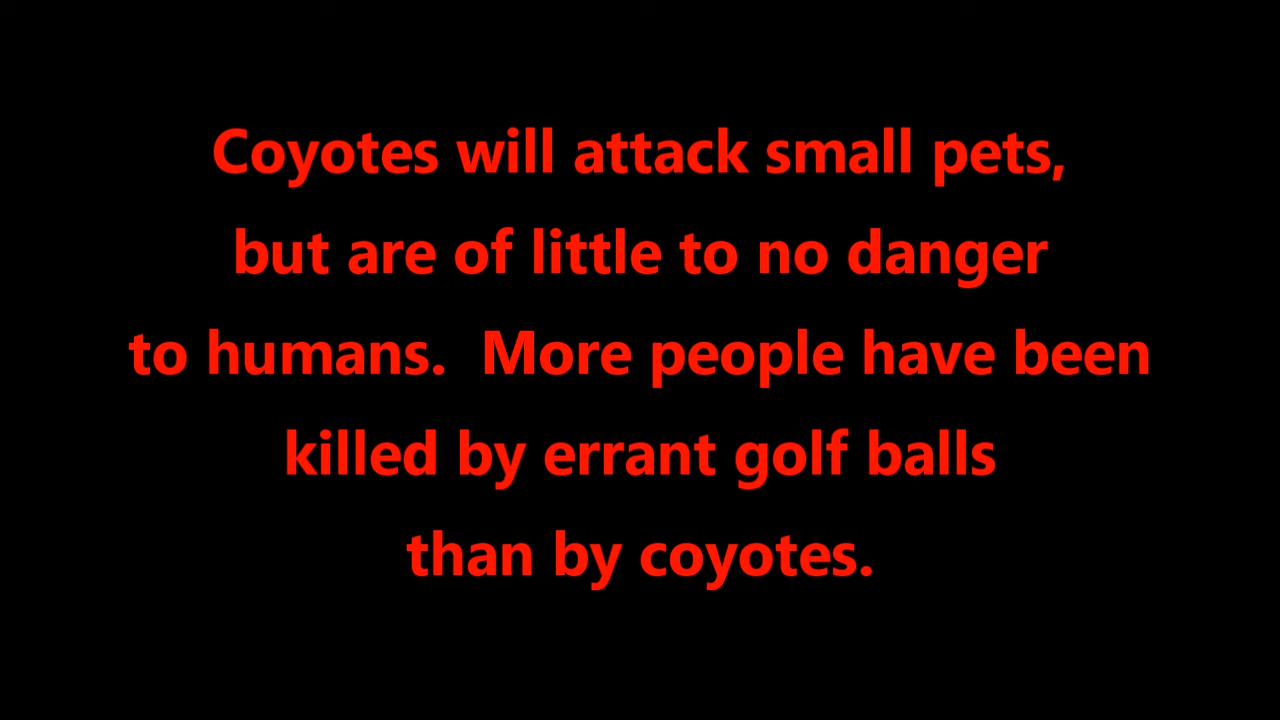 Coyotes will attack small pets,
but are of little to no danger
to humans.  More people have been
killed by errant golf balls
than by coyotes.